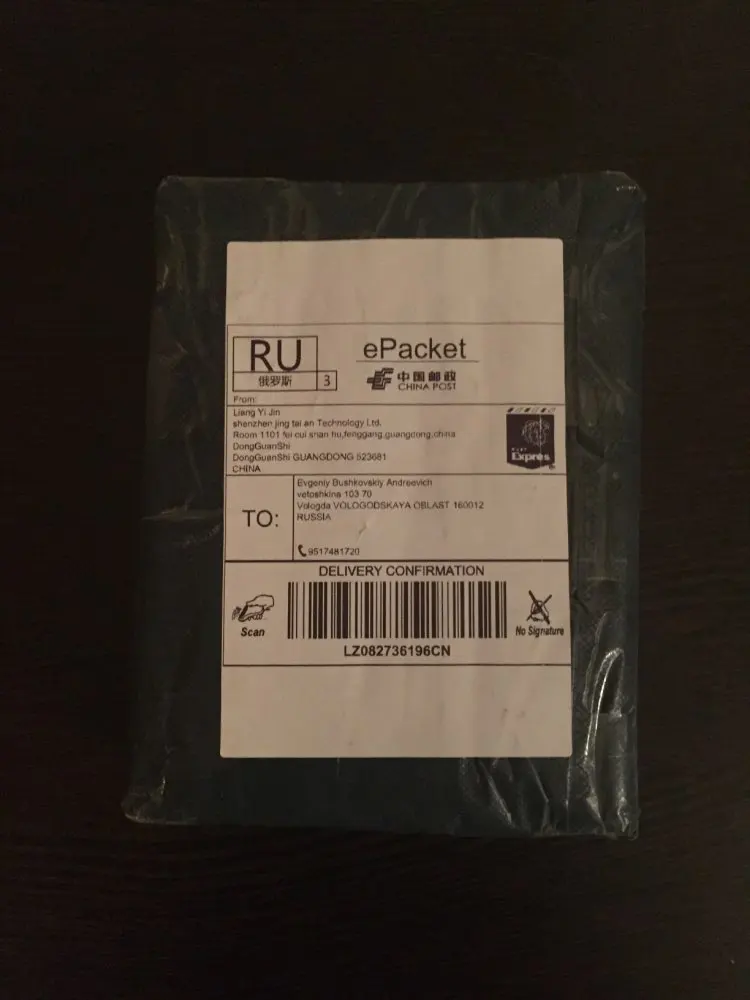 RU
俄罗斯 3
ePacket
中国邮政
CHINA POST
From:
Liang Yi Jin
shenzhen jing tai an Technology Ltd.
Room 1101 fei cui shan hu,fenggang,guangdong,china
DongGuanShi
DongGuanShi GUANGDONG 523681
CHINA
Expres
TO:
Evgeniy Bushkovskiy Andreevich
vetoshkina 103 70
Vologda VOLOGODSKAYA OBLAST 160012
RUSSIA
9517481720
DELIVERY CONFIRMATION
Scan
No Signature
LZ082736196CN